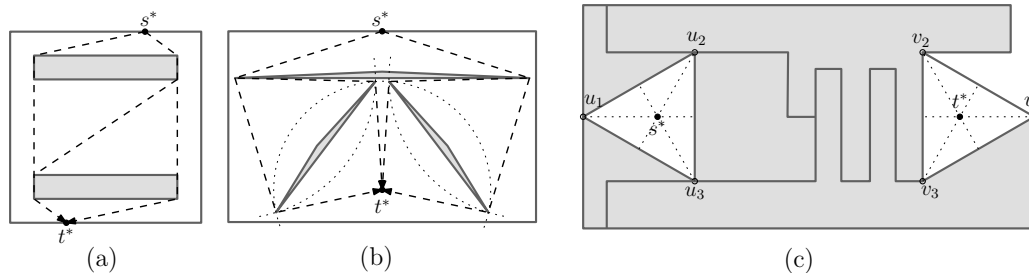 s* s*
u₂ v₂
u₁ s* t* v
t* u₃ v₃
t*
(a) (b) (c)